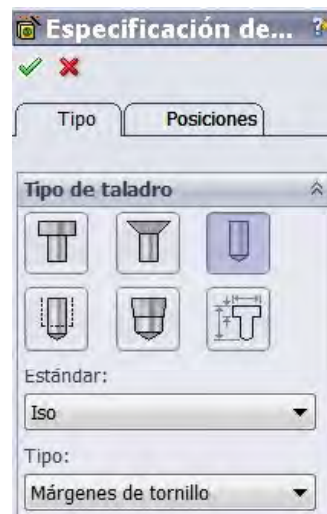 Especificación de...
Tipo Posiciones
Tipo de taladro
Estándar:
Iso
Tipo:
Márgenes de tornillo